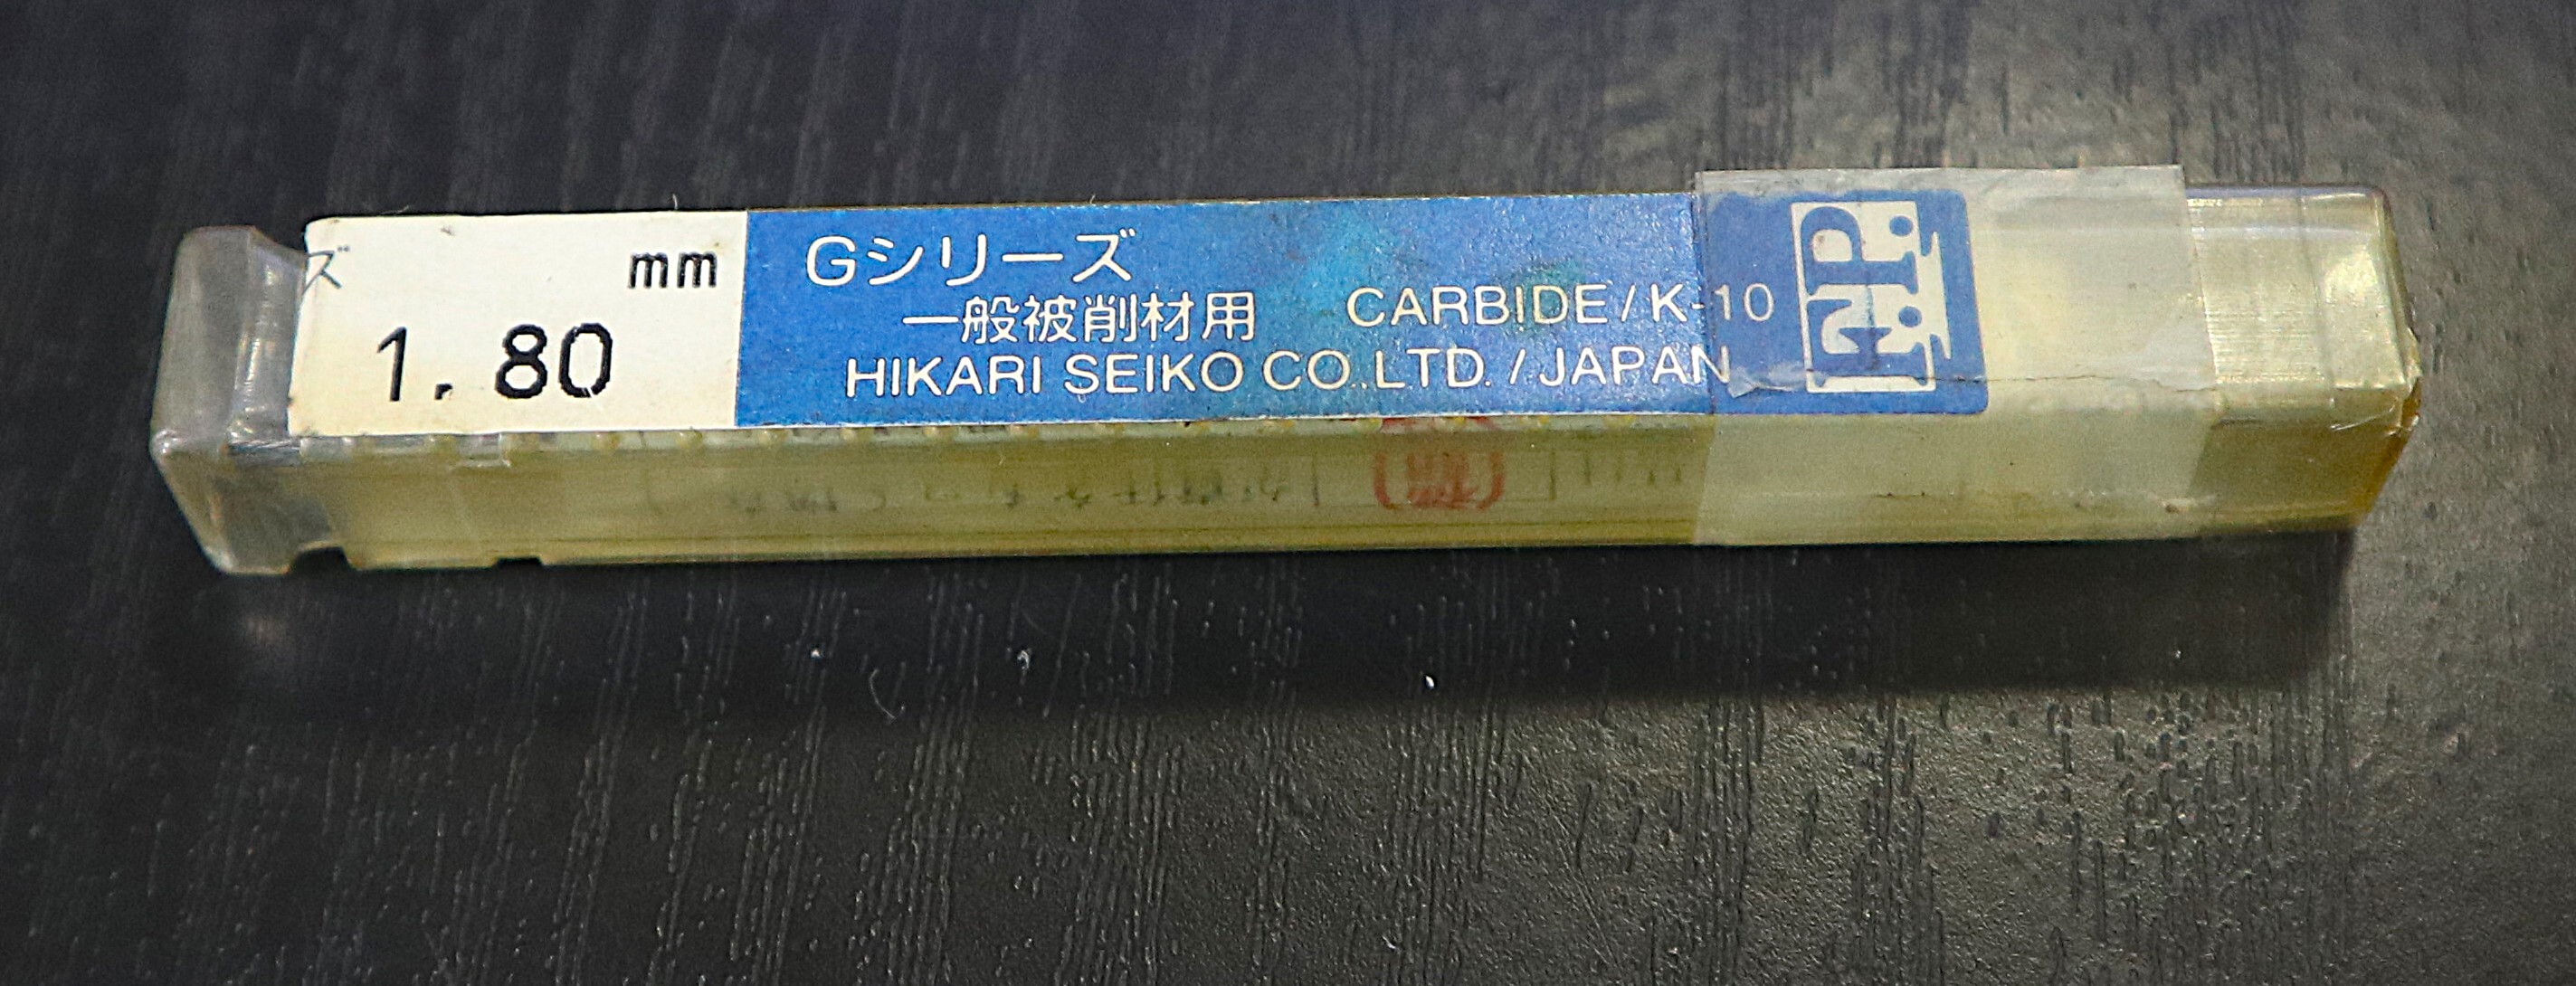 ズ
mm
1.80
Gシリーズ
一般被削材用 CARBIDE/K-10
HIKARI SEIKO CO.,LTD./JAPAN